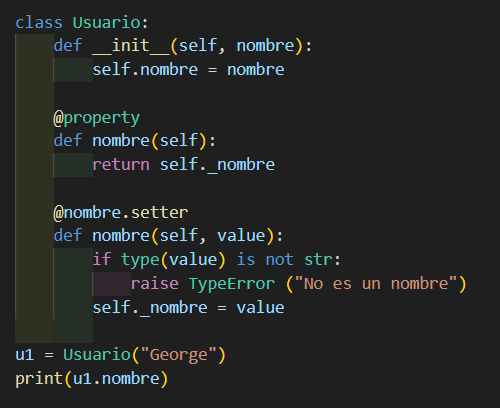 class Usuario:
    def __init__(self, nombre):
        self.nombre = nombre

    @property
    def nombre(self):
        return self._nombre

    @nombre.setter
    def nombre(self, value):
        if type(value) is not str:
            raise TypeError ("No es un nombre")
        self._nombre = value

u1 = Usuario("George")
print(u1.nombre)